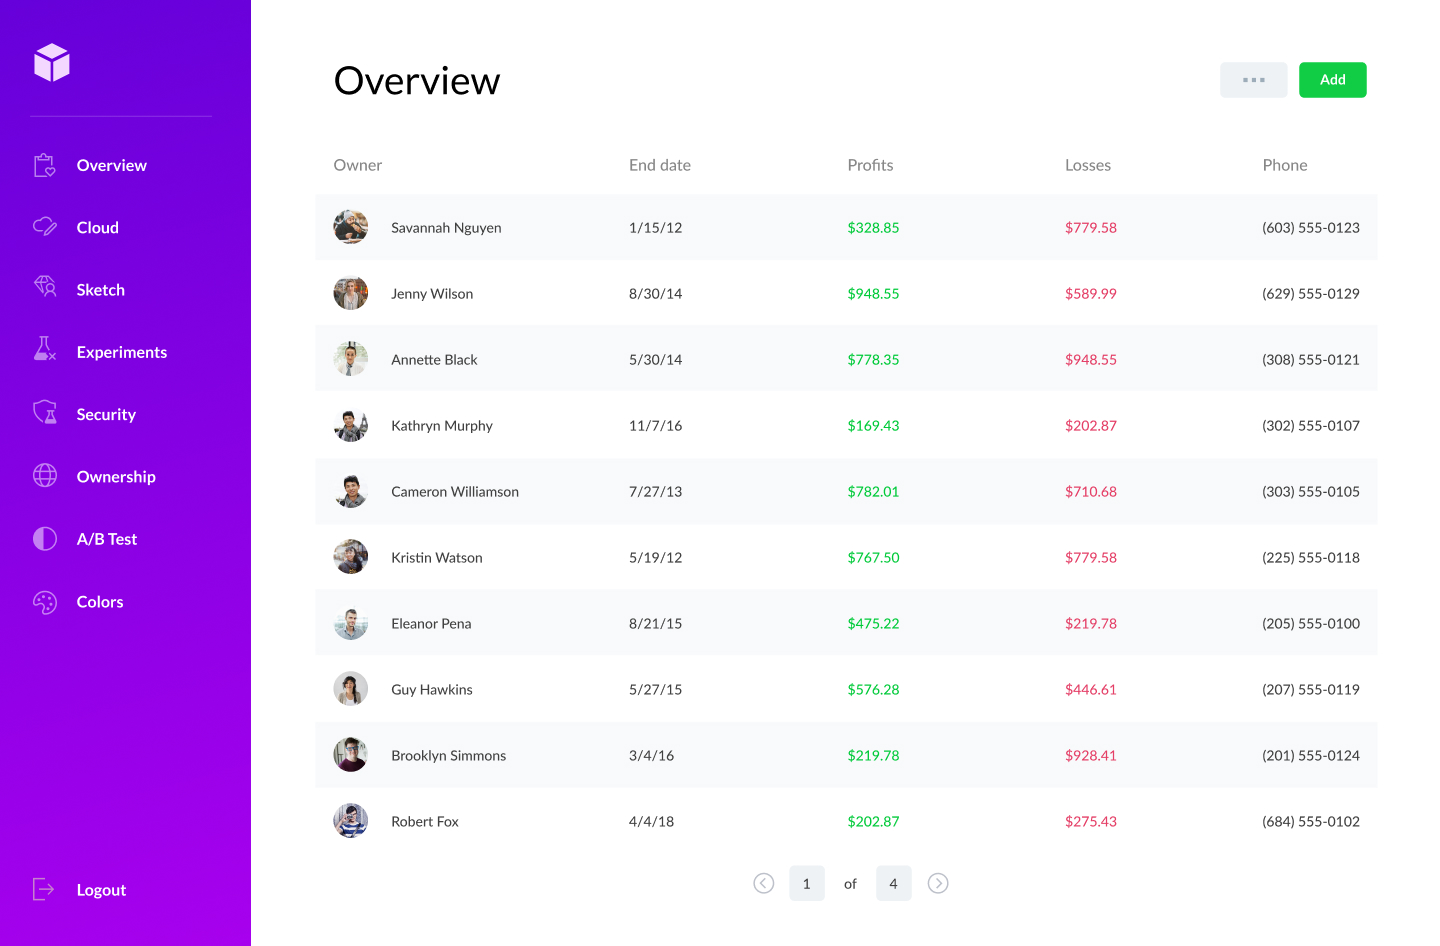 Overview
Cloud
Sketch
Experiments
Security
Ownership
A/B Test
Colors
Logout
Overview
Add
Owner End date Profits Losses Phone
Savannah Nguyen 1/15/12 $328.85 $779.58 (603) 555-0123
Jenny Wilson 8/30/14 $948.55 $589.99 (629) 555-0129
Annette Black 5/30/14 $778.35 $948.55 (308) 555-0121
Kathryn Murphy 11/7/16 $169.43 $202.87 (302) 555-0107
Cameron Williamson 7/27/13 $782.01 $710.68 (303) 555-0105
Kristin Watson 5/19/12 $767.50 $779.58 (225) 555-0118
Eleanor Pena 8/21/15 $475.22 $219.78 (205) 555-0100
Guy Hawkins 5/27/15 $576.28 $446.61 (207) 555-0119
Brooklyn Simmons 3/4/16 $219.78 $928.41 (201) 555-0124
Robert Fox 4/4/18 $202.87 $275.43 (684) 555-0102
1 of 4